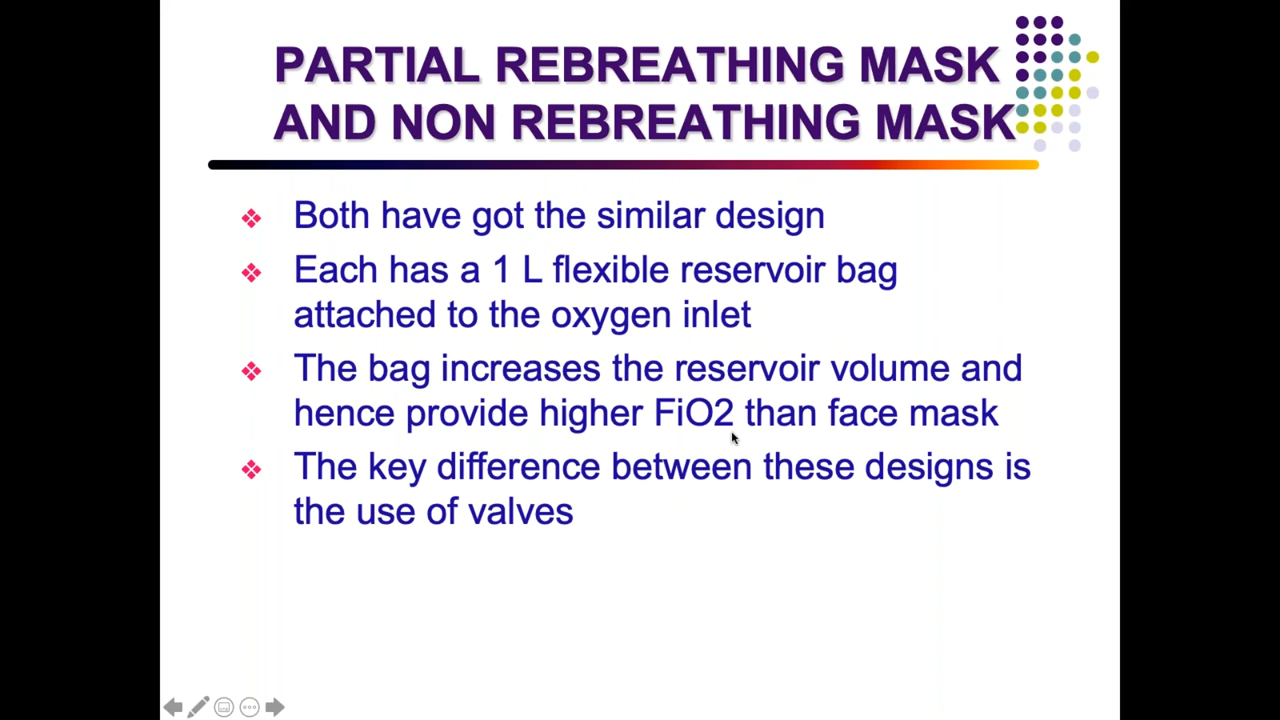 PARTIAL REBREATHING MASK
AND NON REBREATHING MASK
Both have got the similar design
Each has a 1 L flexible reservoir bag
attached to the oxygen inlet
The bag increases the reservoir volume and
hence provide higher FiO2 than face mask
The key difference between these designs is
the use of valves